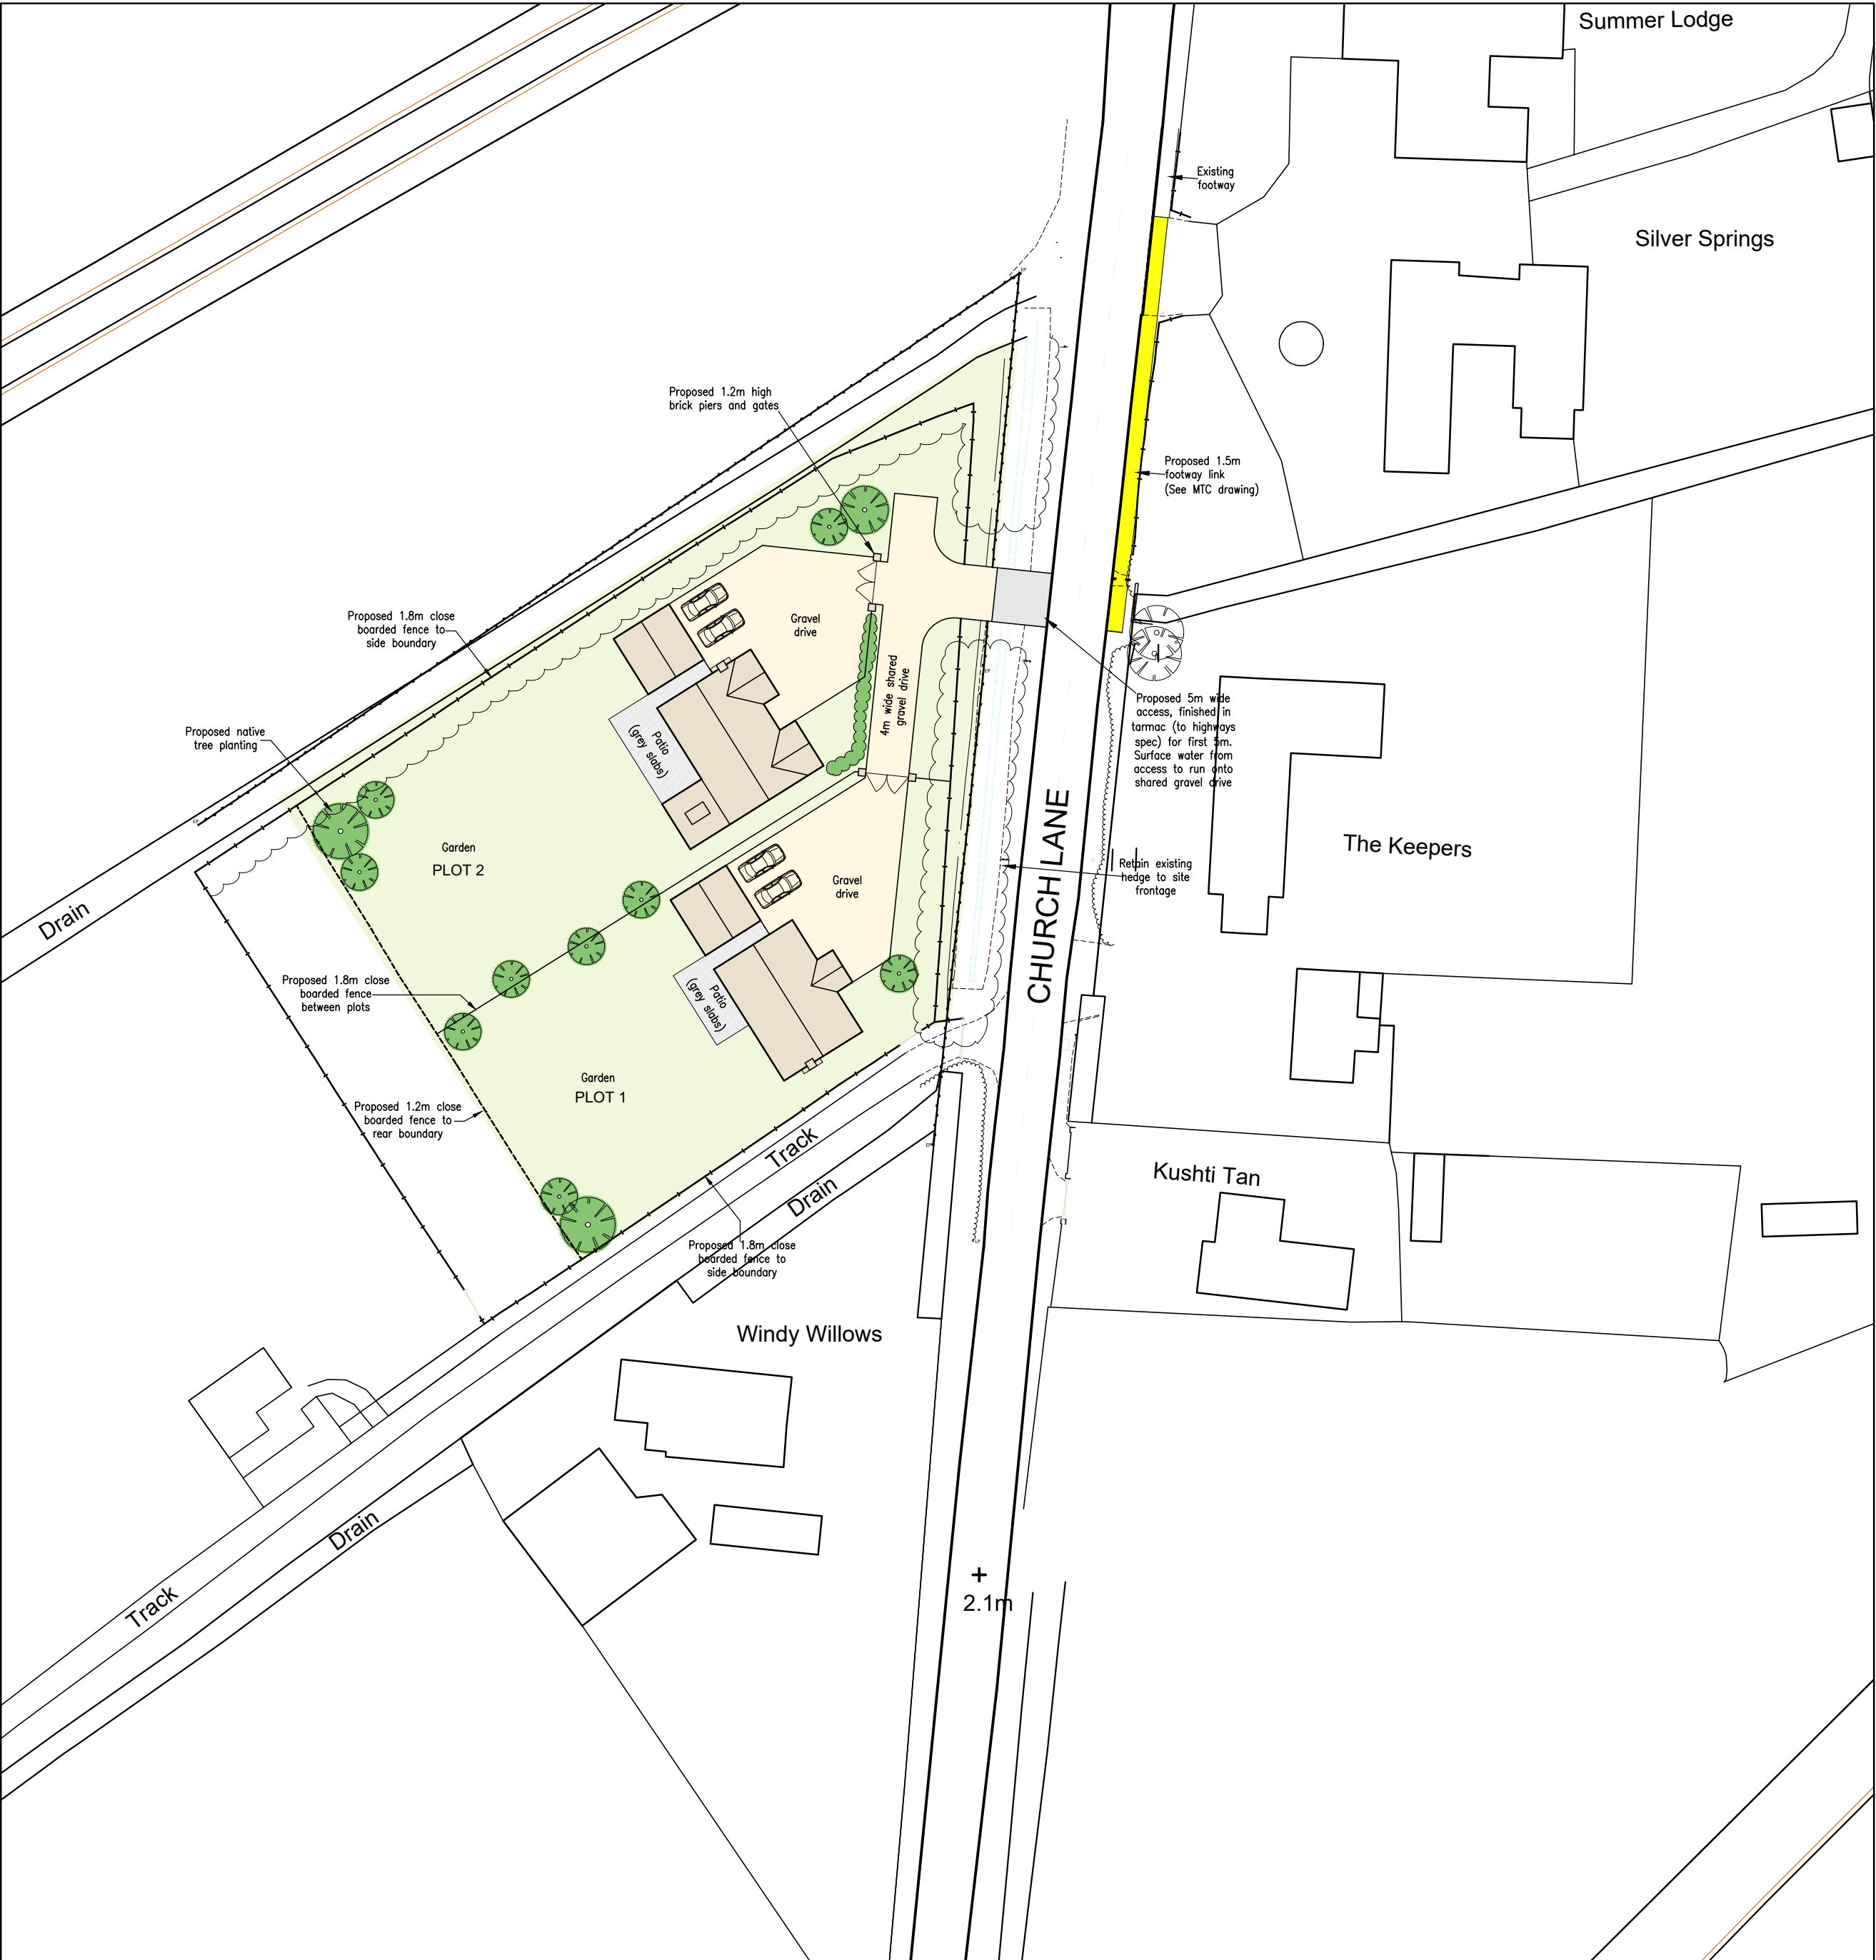 Summer Lodge
Existing
footway
Silver Springs
Proposed 1.2m high
brick piers and gates
Proposed 1.5m
footway link
(See MTC drawing)
Proposed 1.8m close
boarded fence to
side boundary
Gravel
drive
4m wide shared
gravel drive
Proposed 5m wide
access, finished in
tarmac (to highways
spec) for first 5m.
Surface water from
access to run onto
shared gravel drive
Proposed native
tree planting
Patio
(grey slabs)
CHURCH LANE
The Keepers
Garden
PLOT 2
Retain existing
hedge to site
frontage
Gravel
drive
Drain
Proposed 1.8m close
boarded fence
between plots
Patio
(grey slabs)
Garden
PLOT 1
Proposed 1.2m close
boarded fence to
rear boundary
Track
Drain
Kushti Tan
Proposed 1.8m close
boarded fence to
side boundary
Windy Willows
Drain
Track
2.1m